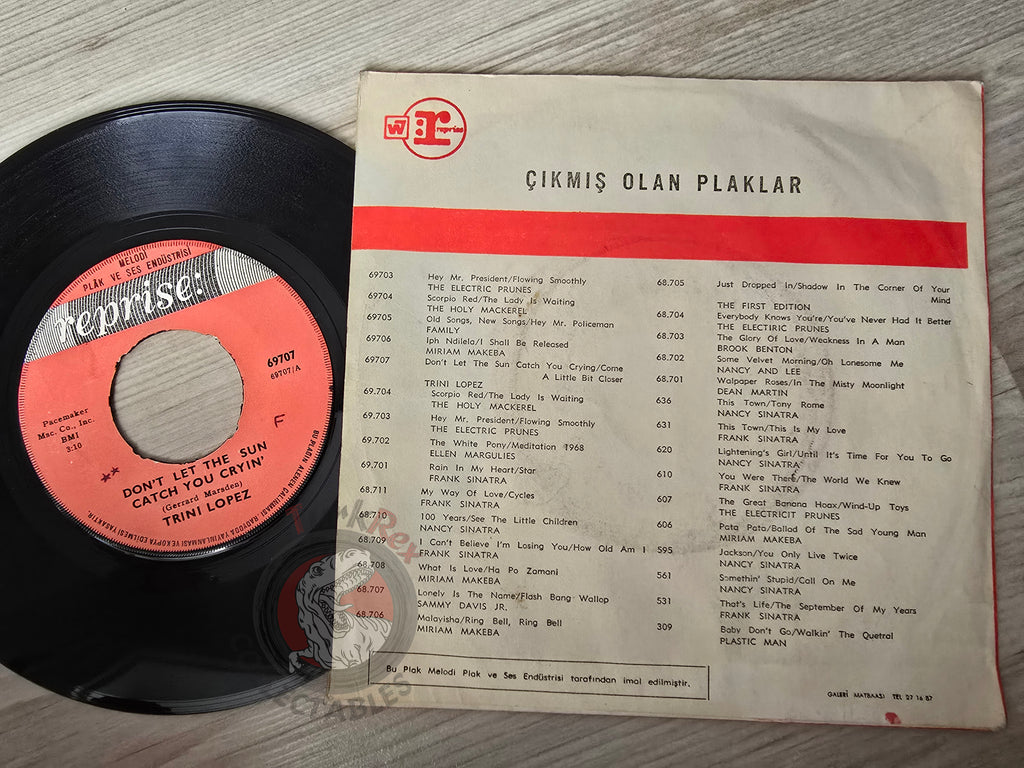 MELODİ
PLÂK VE SES ENDÜSTRİSİ
reprise:
69707
69707/A
Pacemaker
Msc. Co., Inc.
BMI
3:10
F
DON'T LET THE SUN
CATCH YOU CRYIN'
(Gerrard Marsden)
TRINI LOPEZ
BU PLÂĞIN ALENEN ÇALINMASI RADYODA YAYINLANMASI VE KOPYA EDİLMESİ YASAKTIR.
W
r reprise
ÇIKMIŞ OLAN PLAKLAR
69703 Hey Mr. President/Flowing Smoothly
THE ELECTRIC PRUNES
69704 Scorpio Red/The Lady Is Waiting
THE HOLY MACKEREL
69705 Old Songs, New Songs/Hey Mr. Policeman
FAMILY
69706 Iph Ndilela/I Shall Be Released
MIRIAM MAKEBA
69707 Don't Let The Sun Catch You Crying/Come
A Little Bit Closer
TRINI LOPEZ
69.704 Scorpio Red/The Lady Is Waiting
THE HOLY MACKEREL
69.703 Hey Mr. President/Flowing Smoothly
THE ELECTRIC PRUNES
69.702 The White Pony/Meditation 1968
ELLEN MARGULIES
69.701 Rain In My Heart/Star
FRANK SINATRA
68.711 My Way Of Love/Cycles
FRANK SINATRA
68.710 100 Years/See The Little Children
NANCY SINATRA
68.709 I Can't Believe I'm Losing You/How Old Am I
FRANK SINATRA
68.708 What Is Love/Ha Po Zamani
MIRIAM MAKEBA
68.707 Lonely Is The Name/Flash Bang Wallop
SAMMY DAVIS JR.
68.706 Malayisha/Ring Bell, Ring Bell
MIRIAM MAKEBA
68.705 Just Dropped In/Shadow In The Corner Of Your
Mind
THE FIRST EDITION
68.704 Everybody Knows You're/You've Never Had It Better
THE ELECTIRIC PRUNES
68.703 The Glory Of Love/Weakness In A Man
BROOK BENTON
68.702 Some Velvet Morning/Oh Lonesome Me
NANCY AND LEE
68.701 Walpaper Roses/In The Misty Moonlight
DEAN MARTIN
636 This Town/Tony Rome
NANCY SINATRA
631 This Town/This Is My Love
FRANK SINATRA
620 Lightening's Girl/Until It's Time For You To Go
NANCY SINATRA
610 You Were There/The World We Knew
FRANK SINATRA
607 The Great Banana Hoax/Wind-Up Toys
THE ELECTRICIT PRUNES
606 Pata Pata/Ballad Of The Sad Young Man
MIRIAM MAKEBA
595 Jackson/You Only Live Twice
NANCY SINATRA
561 Somethin' Stupid/Call On Me
NANCY SINATRA
531 That's Life/The September Of My Years
FRANK SINATRA
309 Baby Don't Go/Walkin' The Quetral
PLASTIC MAN
Bu Plak Melodi Plak ve Ses Endüstrisi tarafından imal edilmiştir.
GALERİ MATBAASI TEL 27 16 87